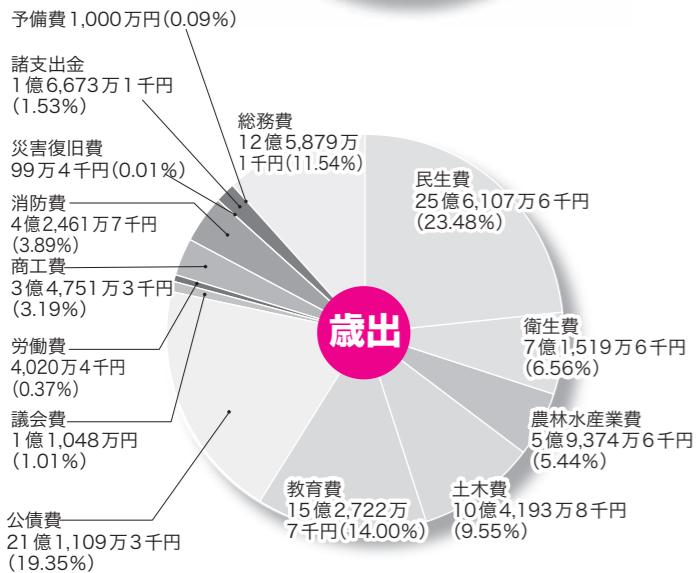 予備費1,000万円(0.09%)
諸支出金
1億6,673万1千円
(1.53%)
災害復旧費
99万4千円(0.01%)
消防費
4億2,461万7千円
(3.89%)
商工費
3億4,751万3千円
(3.19%)
労働費
4,020万4千円
(0.37%)
議会費
1億1,048万円
(1.01%)
公債費
21億1,109万3千円
(19.35%)
総務費
12億5,879万
1千円(11.54%)
民生費
25億6,107万6千円
(23.48%)
歳出
衛生費
7億1,519万6千円
(6.56%)
農林水産業費
5億9,374万6千円
(5.44%)
土木費
10億4,193万8千円
(9.55%)
教育費
15億2,722万
7千円(14.00%)